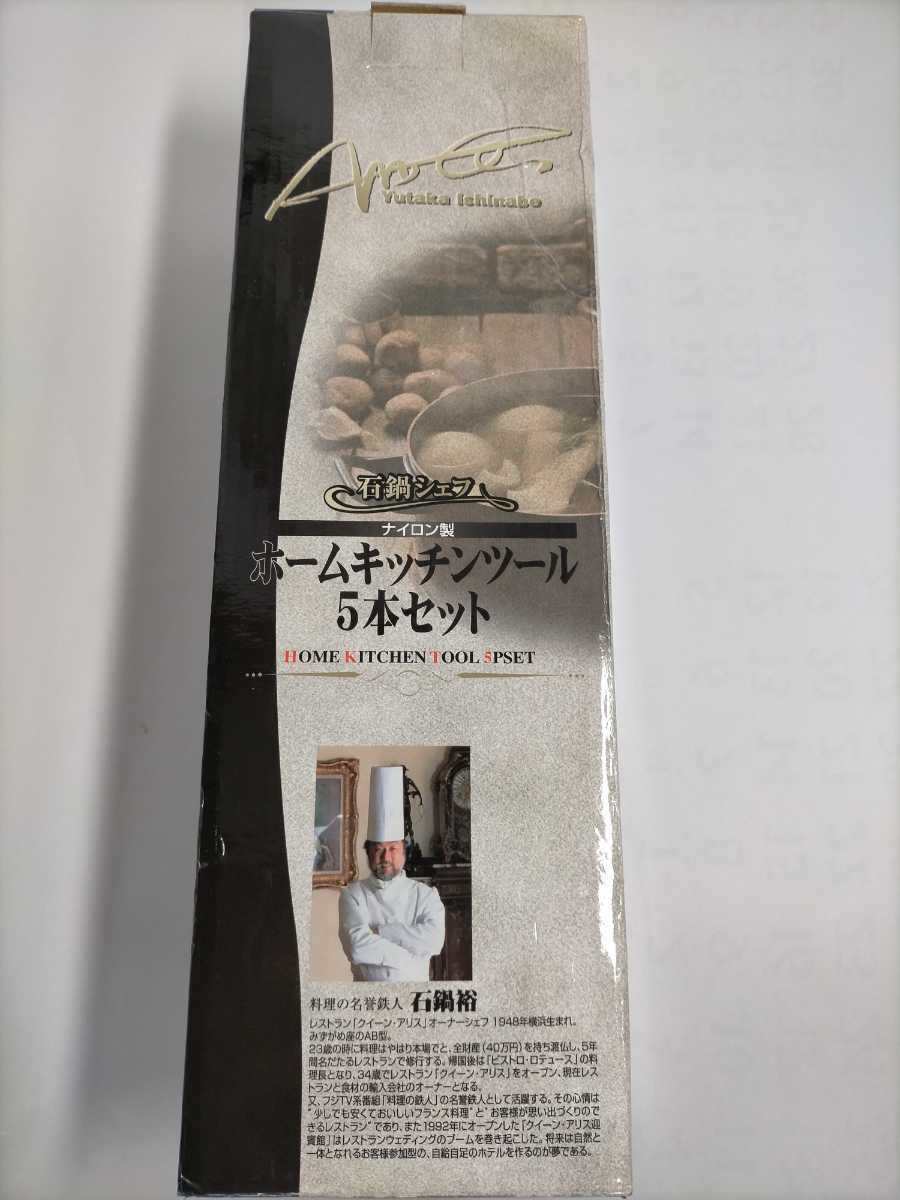 Yutaka Ishinabe
石鍋シェフ
ナイロン製
ホームキッチンツール
5本セット
HOME KITCHEN TOOL 5PSET
料理の名誉鉄人 石鍋裕
レストラン「クイーン・アリス」オーナーシェフ 1948年横浜生まれ。
みずがめ座のAB型。
23歳の時に料理はやはり本場でと、全財産(40万円)を持ち渡仏し、5年
間名だたるレストランで修行する。帰国後は「ビストロ・ロテュース」の料
理長となり、34歳でレストラン「クイーン・アリス」をオープン、現在レス
トランと食材の輸入会社のオーナーとなる。
又、フジTV系番組「料理の鉄人」の名誉鉄人として活躍する。その心情は
"少しでも安くておいしいフランス料理"と"お客様が思い出づくりので
きるレストラン"であり、また1992年にオープンした「クイーン・アリス迎
賓館」はレストランウェディングのブームを巻き起こした。将来は自然と
一体となれるお客様参加型の、自給自足のホテルを作るのが夢である。